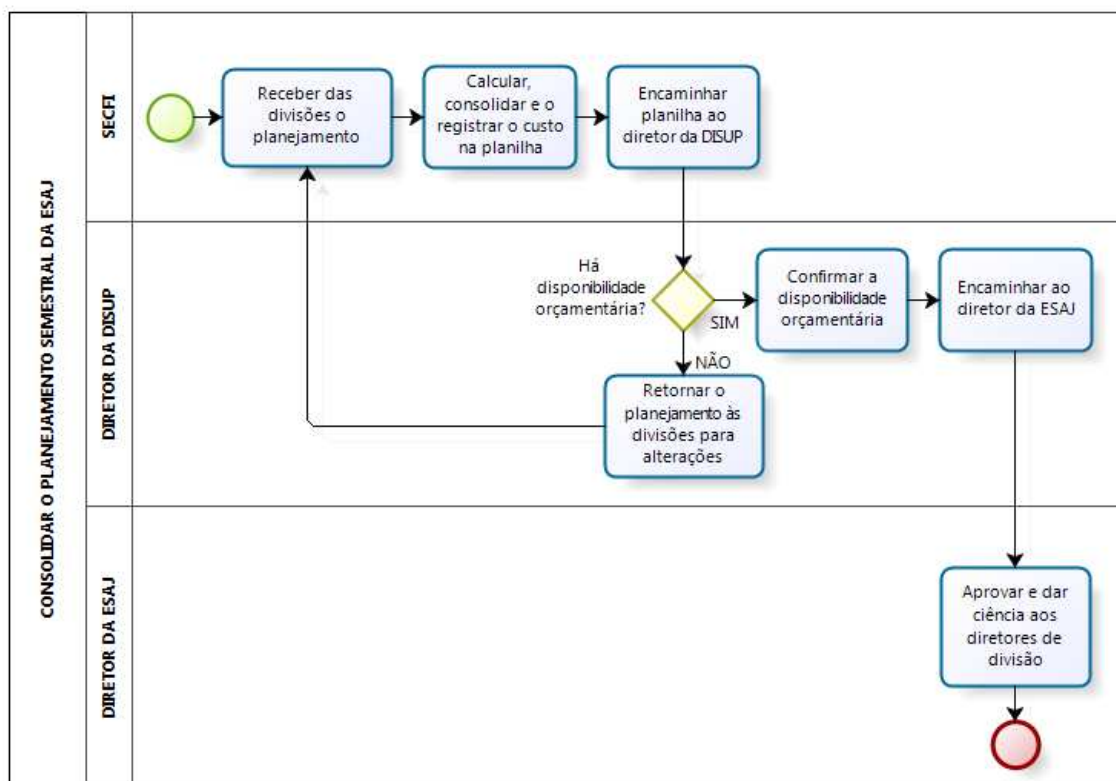 CONSOLIDAR O PLANEJAMENTO SEMESTRAL DA ESAJ
SECFI
Receber das
divisões o
planejamento
Calcular,
consolidar e o
registrar o custo
na planilha
Encaminhar
planilha ao
diretor da DISUP
DIRETOR DA DISUP
Há
disponibilidade
orçamentária?
SIM
NÃO
Confirmar a
disponibilidade
orçamentária
Encaminhar ao
diretor da ESAJ
Retornar o
planejamento às
divisões para
alterações
DIRETOR DA ESAJ
Aprovar e dar
ciência aos
diretores de
divisão